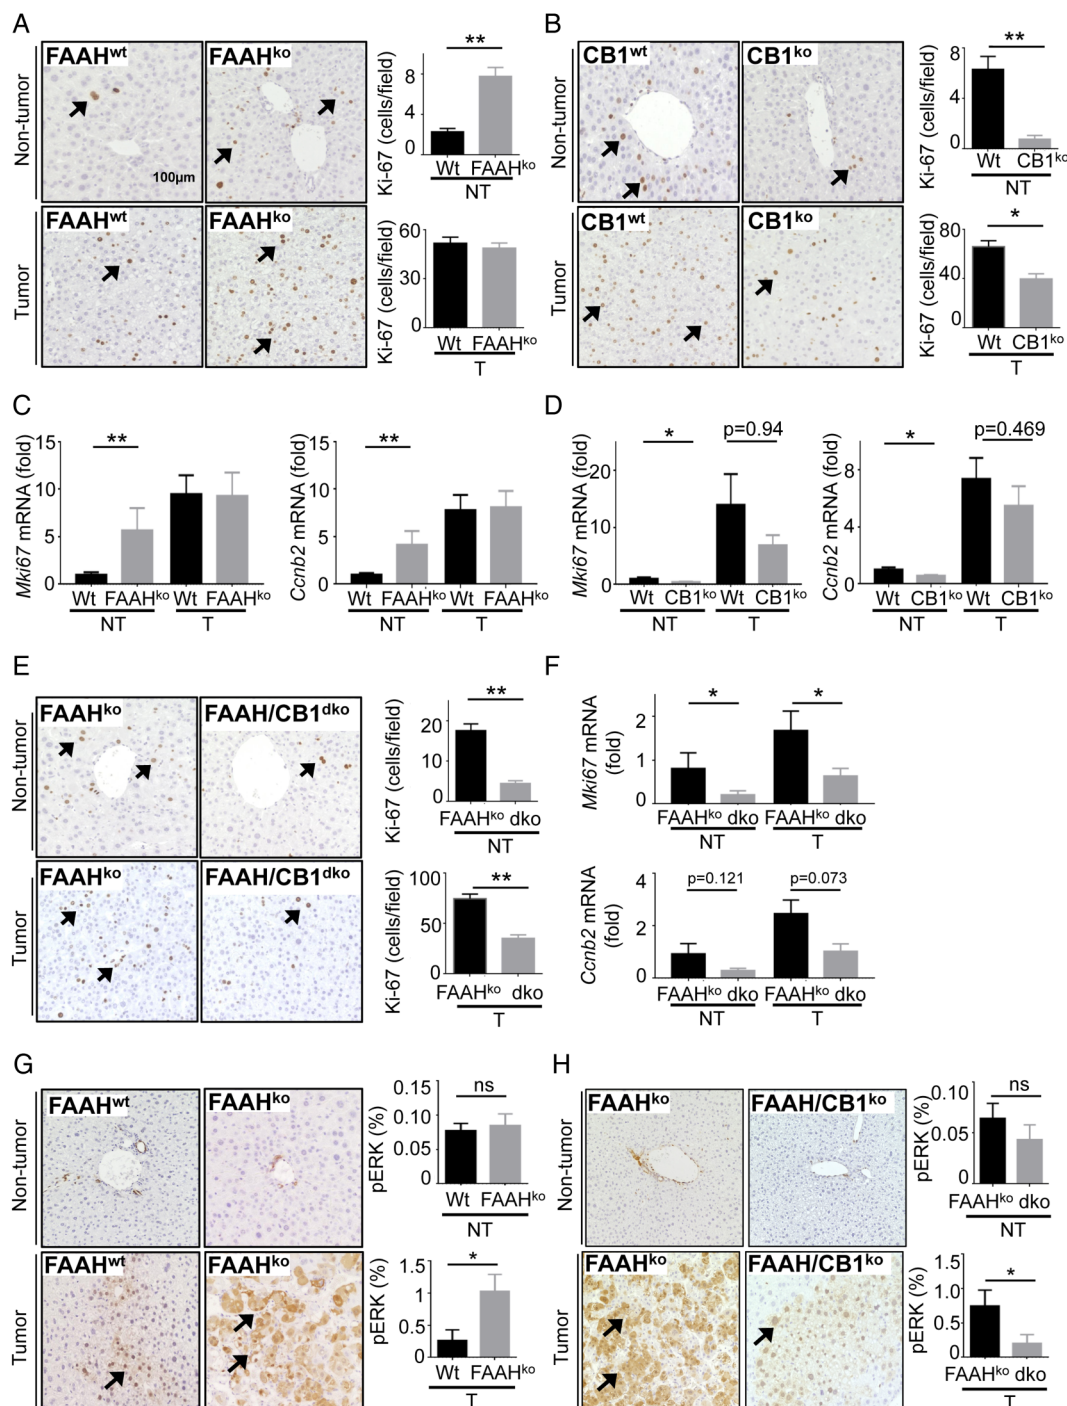 A
FAAHwt
FAAHko
Non-tumor
100µm
Ki-67 (cells/field)
8
4
0
**
Wt FAAHko
NT
FAAHwt
FAAHko
Tumor
Ki-67 (cells/field)
60
30
0
Wt FAAHko
T
B
CB1wt
CB1ko
Non-tumor
Ki-67 (cells/field)
8
4
0
**
Wt CB1ko
NT
CB1wt
CB1ko
Tumor
Ki-67 (cells/field)
80
40
0
*
Wt CB1ko
T
C
Mki67 mRNA (fold)
15
10
5
0
**
Wt FAAHko Wt FAAHko
NT T
Ccnb2 mRNA (fold)
15
10
5
0
**
Wt FAAHko Wt FAAHko
NT T
D
Mki67 mRNA (fold)
20
10
0
*
p=0.94
Wt CB1ko Wt CB1ko
NT T
Ccnb2 mRNA (fold)
8
4
0
*
p=0.469
Wt CB1ko Wt CB1ko
NT T
E
FAAHko
FAAH/CB1dko
Non-tumor
Ki-67 (cells/field)
20
10
0
**
FAAHko dko
NT
FAAHko
FAAH/CB1dko
Tumor
Ki-67 (cells/field)
100
50
0
**
FAAHko dko
T
F
Mki67 mRNA
(fold)
2
1
0
*
*
FAAHko dko FAAHko dko
NT T
Ccnb2 mRNA
(fold)
4
2
0
p=0.121
p=0.073
FAAHko dko FAAHko dko
NT T
G
FAAHwt
FAAHko
Non-tumor
pERK (%)
0.15
0.10
0.05
0
ns
Wt FAAHko
NT
FAAHwt
FAAHko
Tumor
pERK (%)
1.5
1.0
0.5
0
*
Wt FAAHko
T
H
FAAHko
FAAH/CB1ko
Non-tumor
pERK (%)
0.10
0.05
0
ns
FAAHko dko
NT
FAAHko
FAAH/CB1ko
Tumor
pERK (%)
1.5
1.0
0.5
0
*
FAAHko dko
T